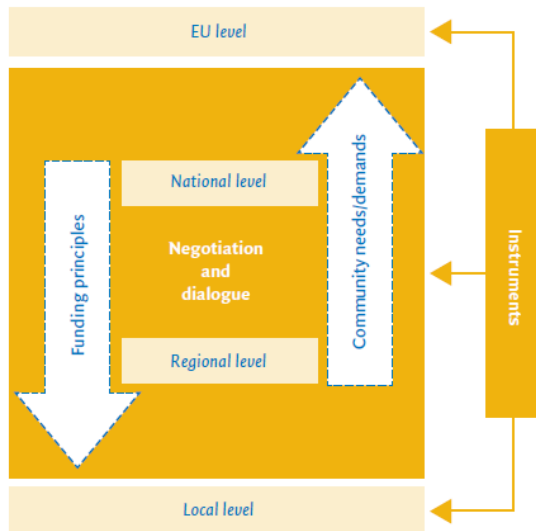 EU level
National level
Funding principles
Negotiation
and
dialogue
Community needs/demands
Instruments
Regional level
Local level